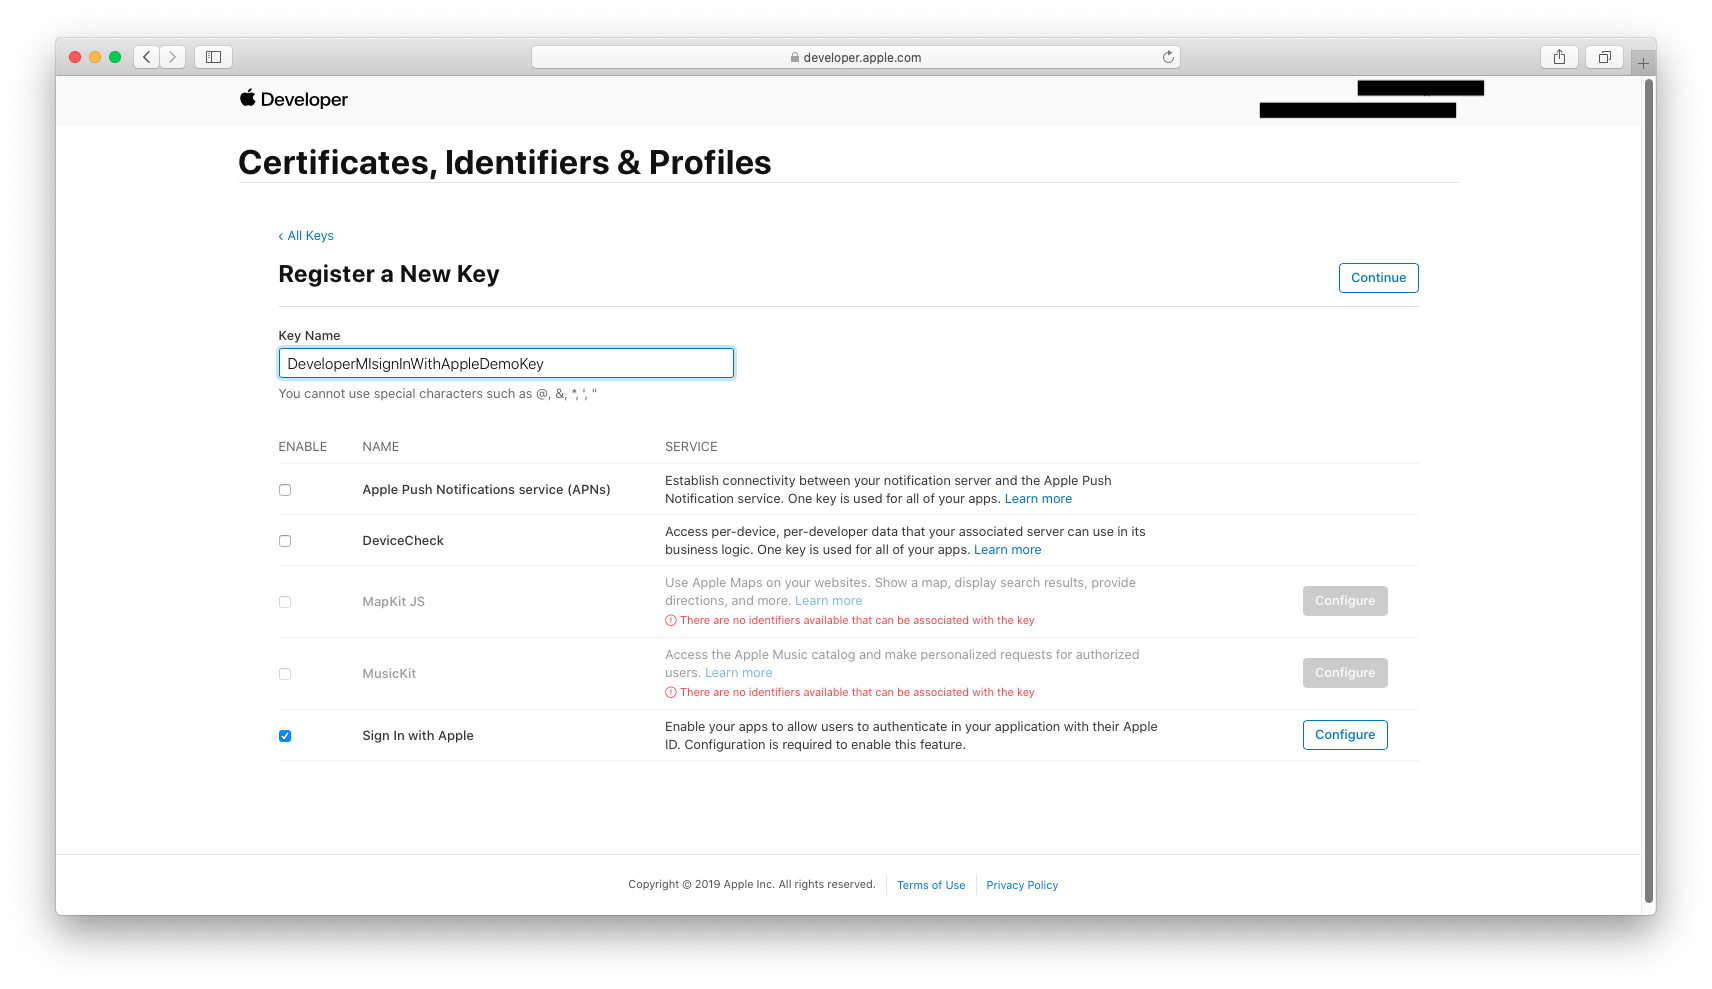 developer.apple.com
Developer
Certificates, Identifiers & Profiles
‹ All Keys
Register a New Key
Continue
Key Name
DeveloperMIsignInWithAppleDemoKey
You cannot use special characters such as @, &, *, ', "
ENABLE NAME SERVICE
Apple Push Notifications service (APNs)
Establish connectivity between your notification server and the Apple Push
Notification service. One key is used for all of your apps. Learn more
DeviceCheck
Access per-device, per-developer data that your associated server can use in its
business logic. One key is used for all of your apps. Learn more
MapKit JS
Use Apple Maps on your websites. Show a map, display search results, provide
directions, and more. Learn more
There are no identifiers available that can be associated with the key
Configure
MusicKit
Access the Apple Music catalog and make personalized requests for authorized
users. Learn more
There are no identifiers available that can be associated with the key
Configure
Sign In with Apple
Enable your apps to allow users to authenticate in your application with their Apple
ID. Configuration is required to enable this feature.
Configure
Copyright © 2019 Apple Inc. All rights reserved. Terms of Use Privacy Policy